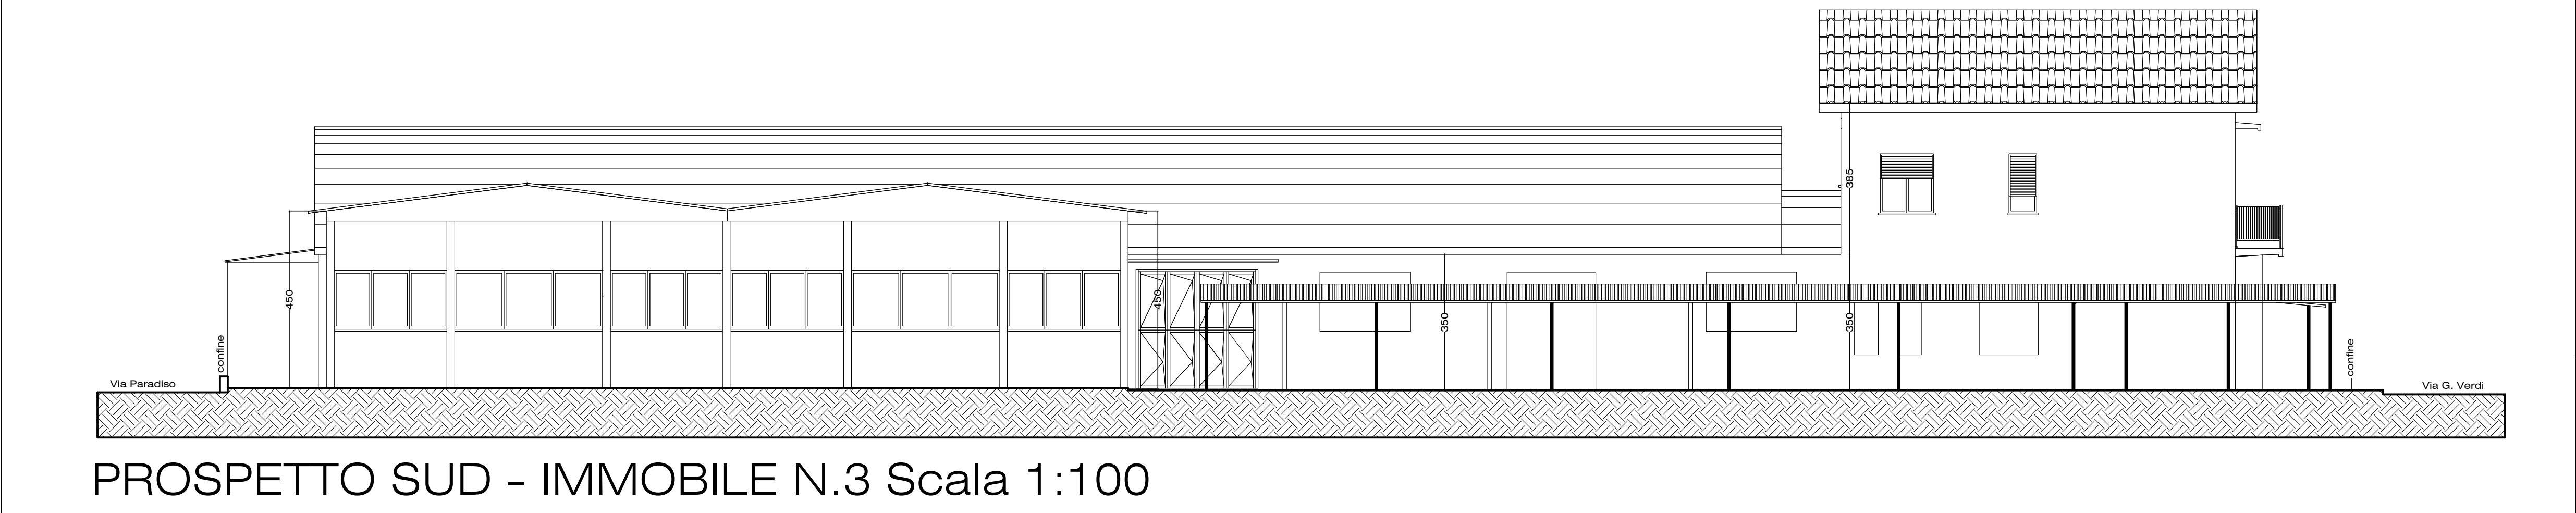 385
450
450
350
350
confine
confine
Via Paradiso
Via G. Verdi
PROSPETTO SUD - IMMOBILE N.3 Scala 1:100